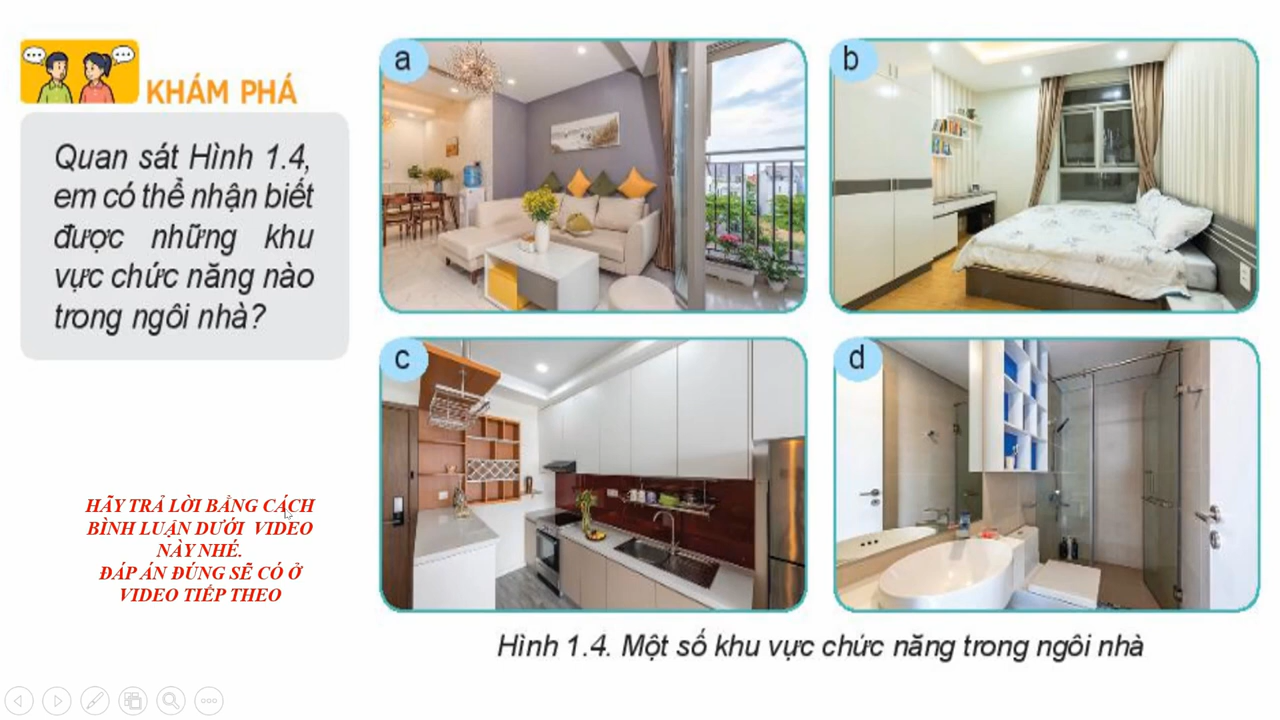 KHÁM PHÁ
Quan sát Hình 1.4,
em có thể nhận biết
được những khu
vực chức năng nào
trong ngôi nhà?
HÃY TRẢ LỜI BẰNG CÁCH
BÌNH LUẬN DƯỚI VIDEO
NÀY NHÉ.
ĐÁP ÁN ĐÚNG SẼ CÓ Ở
VIDEO TIẾP THEO
a
b
c
d
Hình 1.4. Một số khu vực chức năng trong ngôi nhà